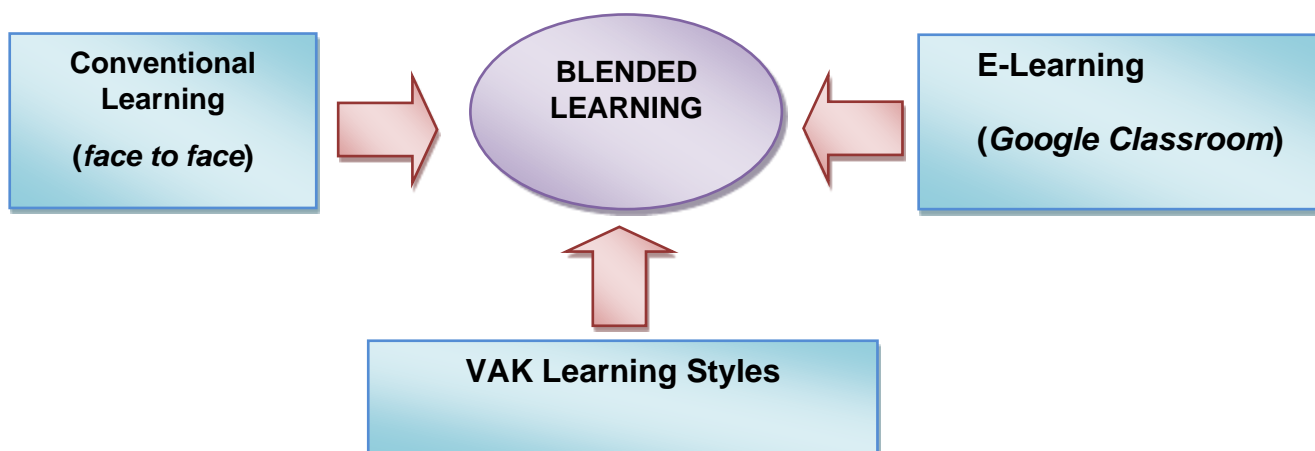 Conventional
Learning
(face to face)
BLENDED
LEARNING
E-Learning
(Google Classroom)
VAK Learning Styles